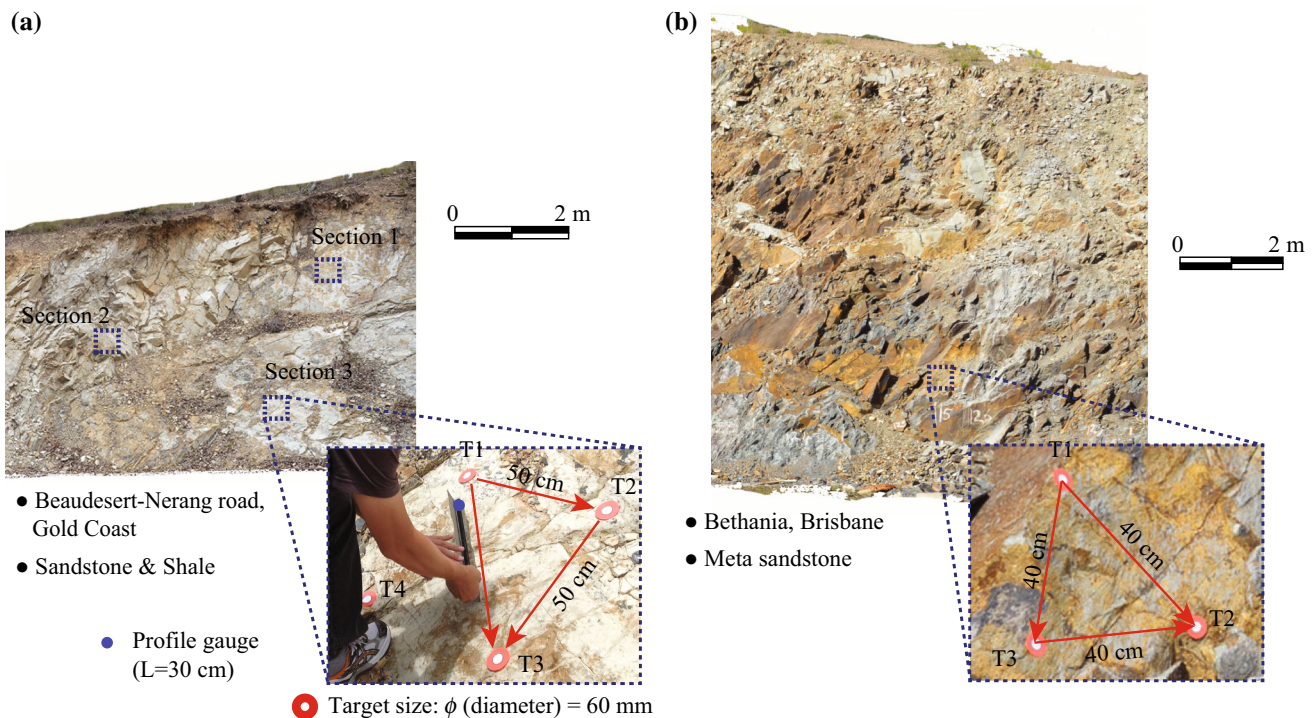 (a)
0 2 m
Section 1
Section 2
Section 3
T1
50 cm
T2
50 cm
T4
T3
● Beaudesert-Nerang road,
Gold Coast
● Sandstone & Shale
Profile gauge
(L=30 cm)
Target size: ϕ (diameter) = 60 mm
(b)
0 2 m
15
T1
40 cm
40 cm
T2
T3
40 cm
● Bethania, Brisbane
● Meta sandstone